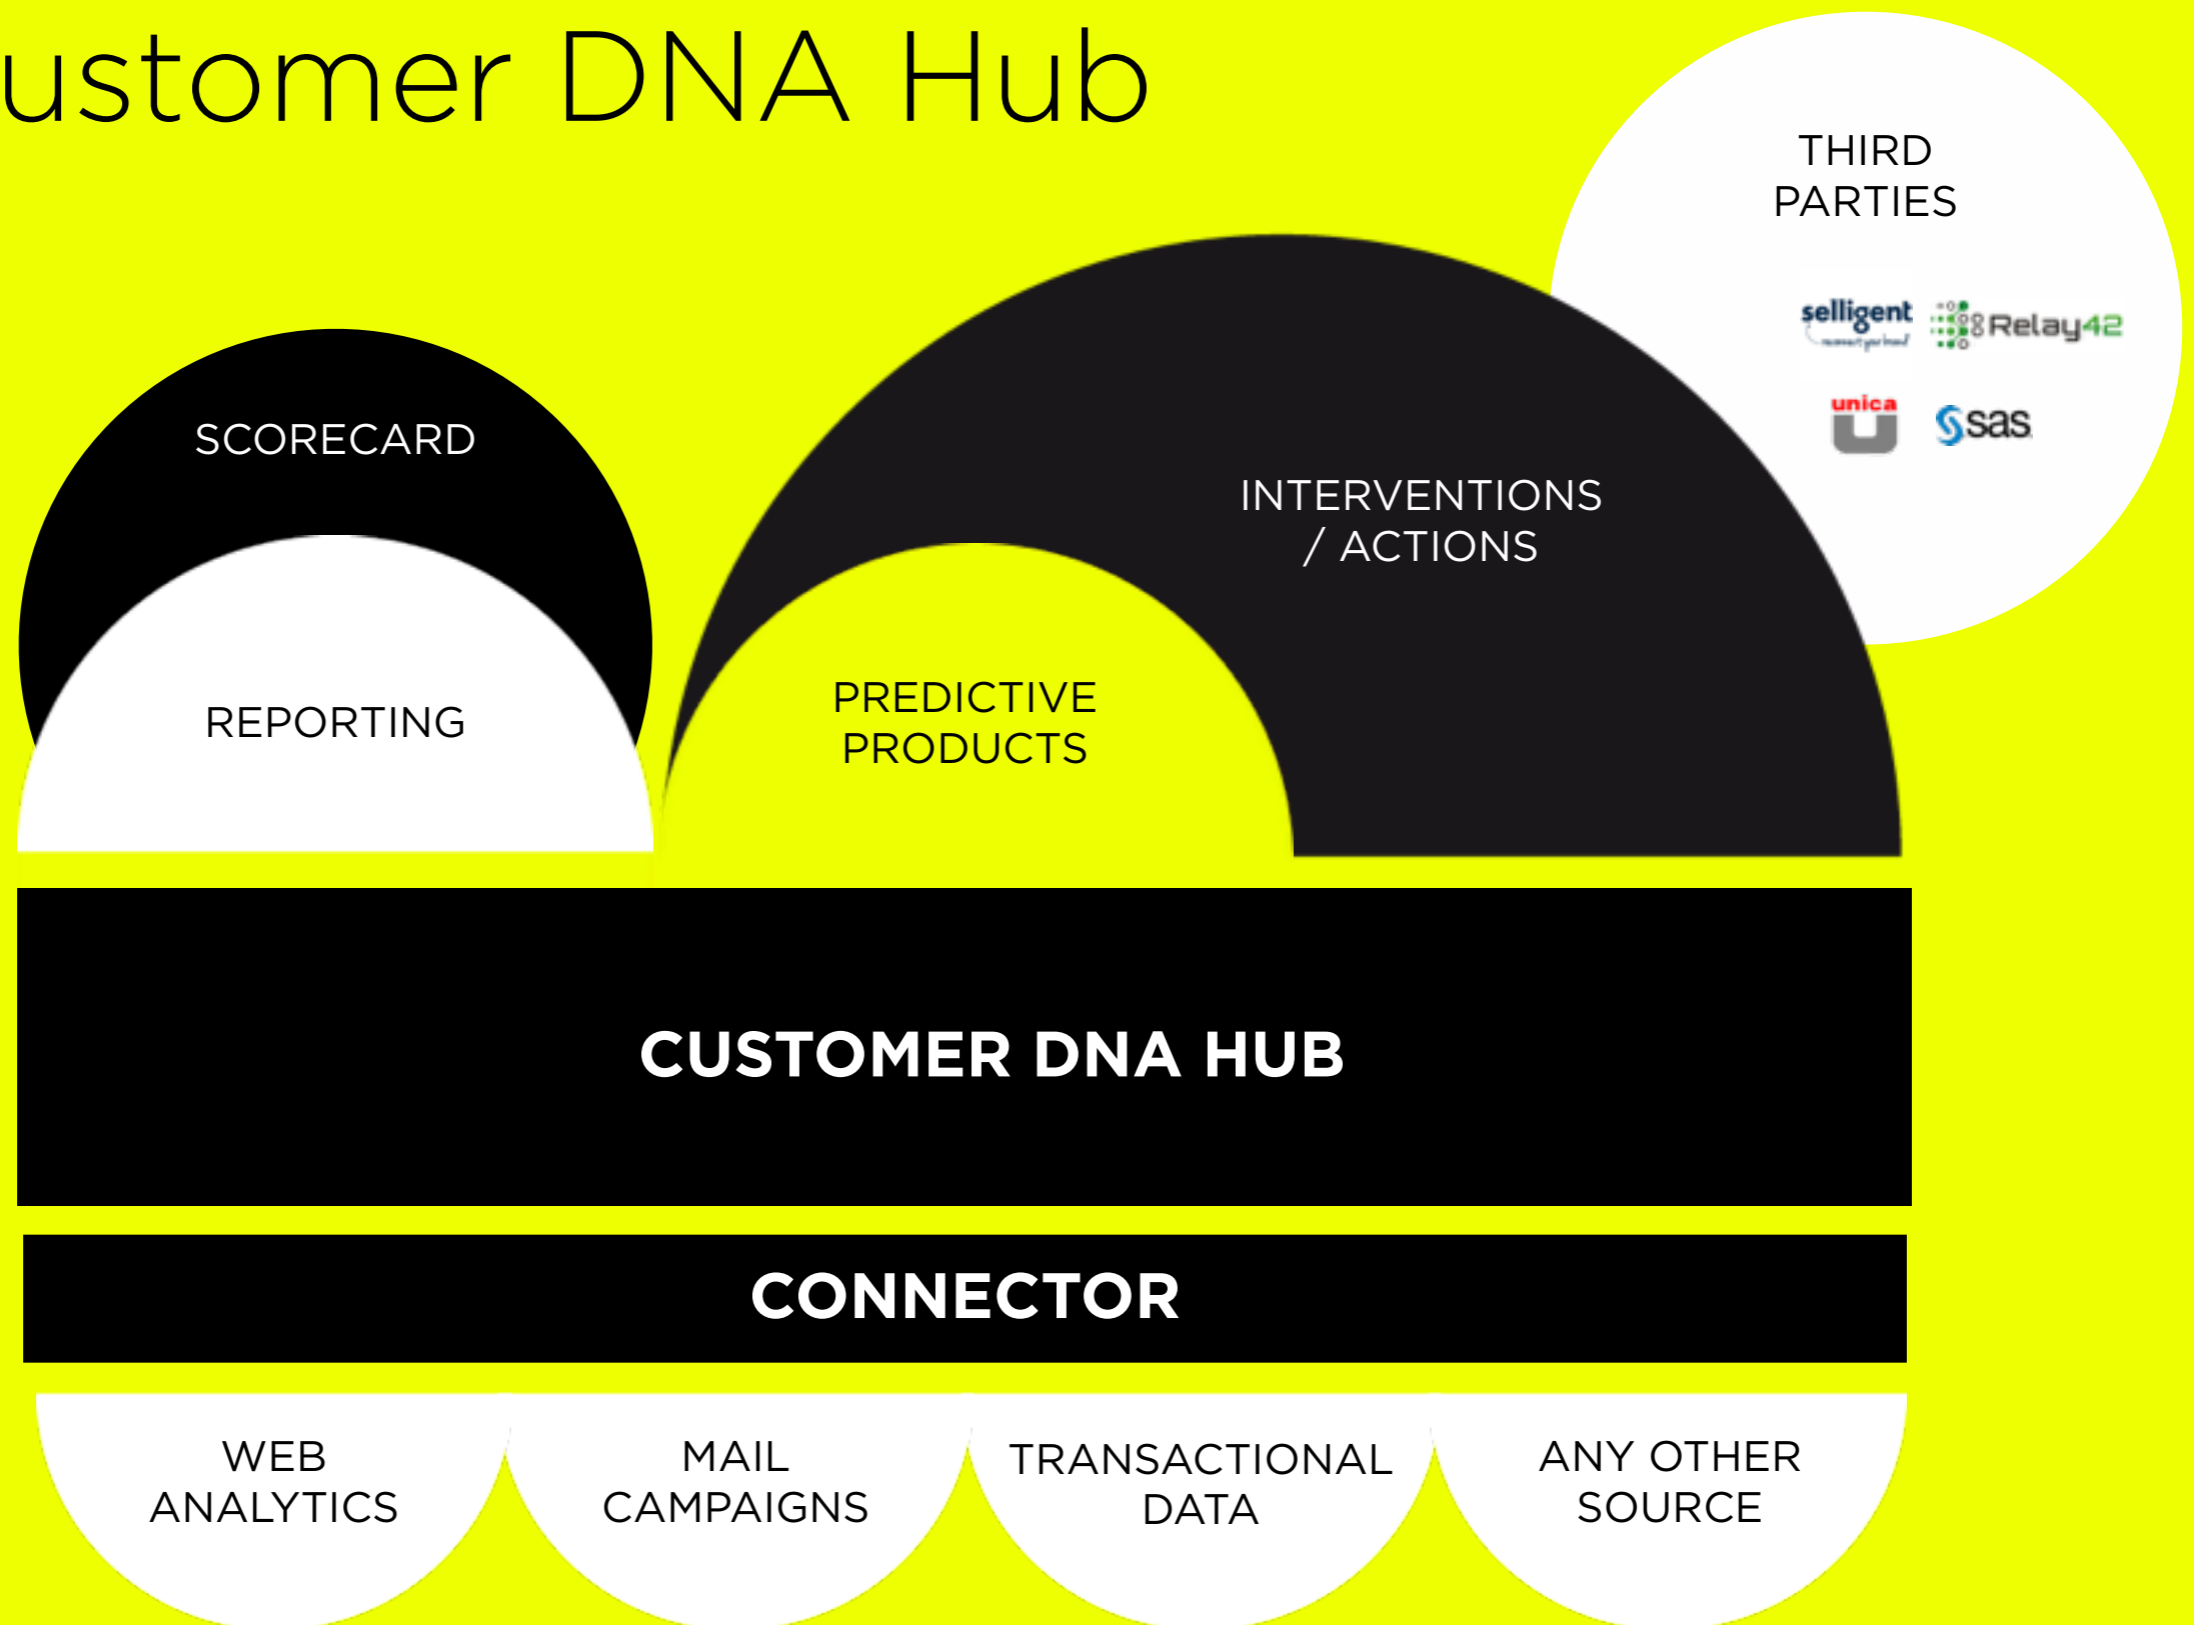 ustomer DNA Hub
THIRD
PARTIES
selligent
Relay42
unica
sas
SCORECARD
INTERVENTIONS
/ ACTIONS
REPORTING
PREDICTIVE
PRODUCTS
CUSTOMER DNA HUB
CONNECTOR
WEB
ANALYTICS
MAIL
CAMPAIGNS
TRANSACTIONAL
DATA
ANY OTHER
SOURCE